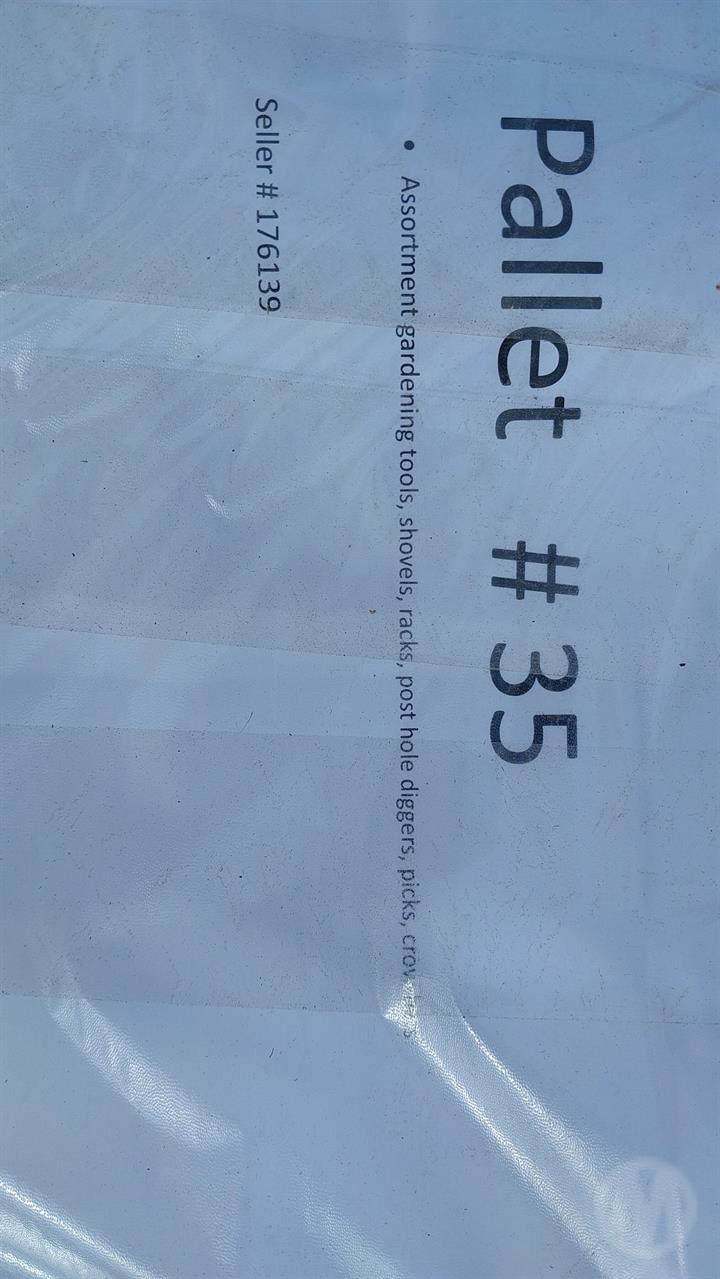 Pallet # 35
• Assortment gardening tools, shovels, racks, post hole diggers, picks,
Seller # 176139
M